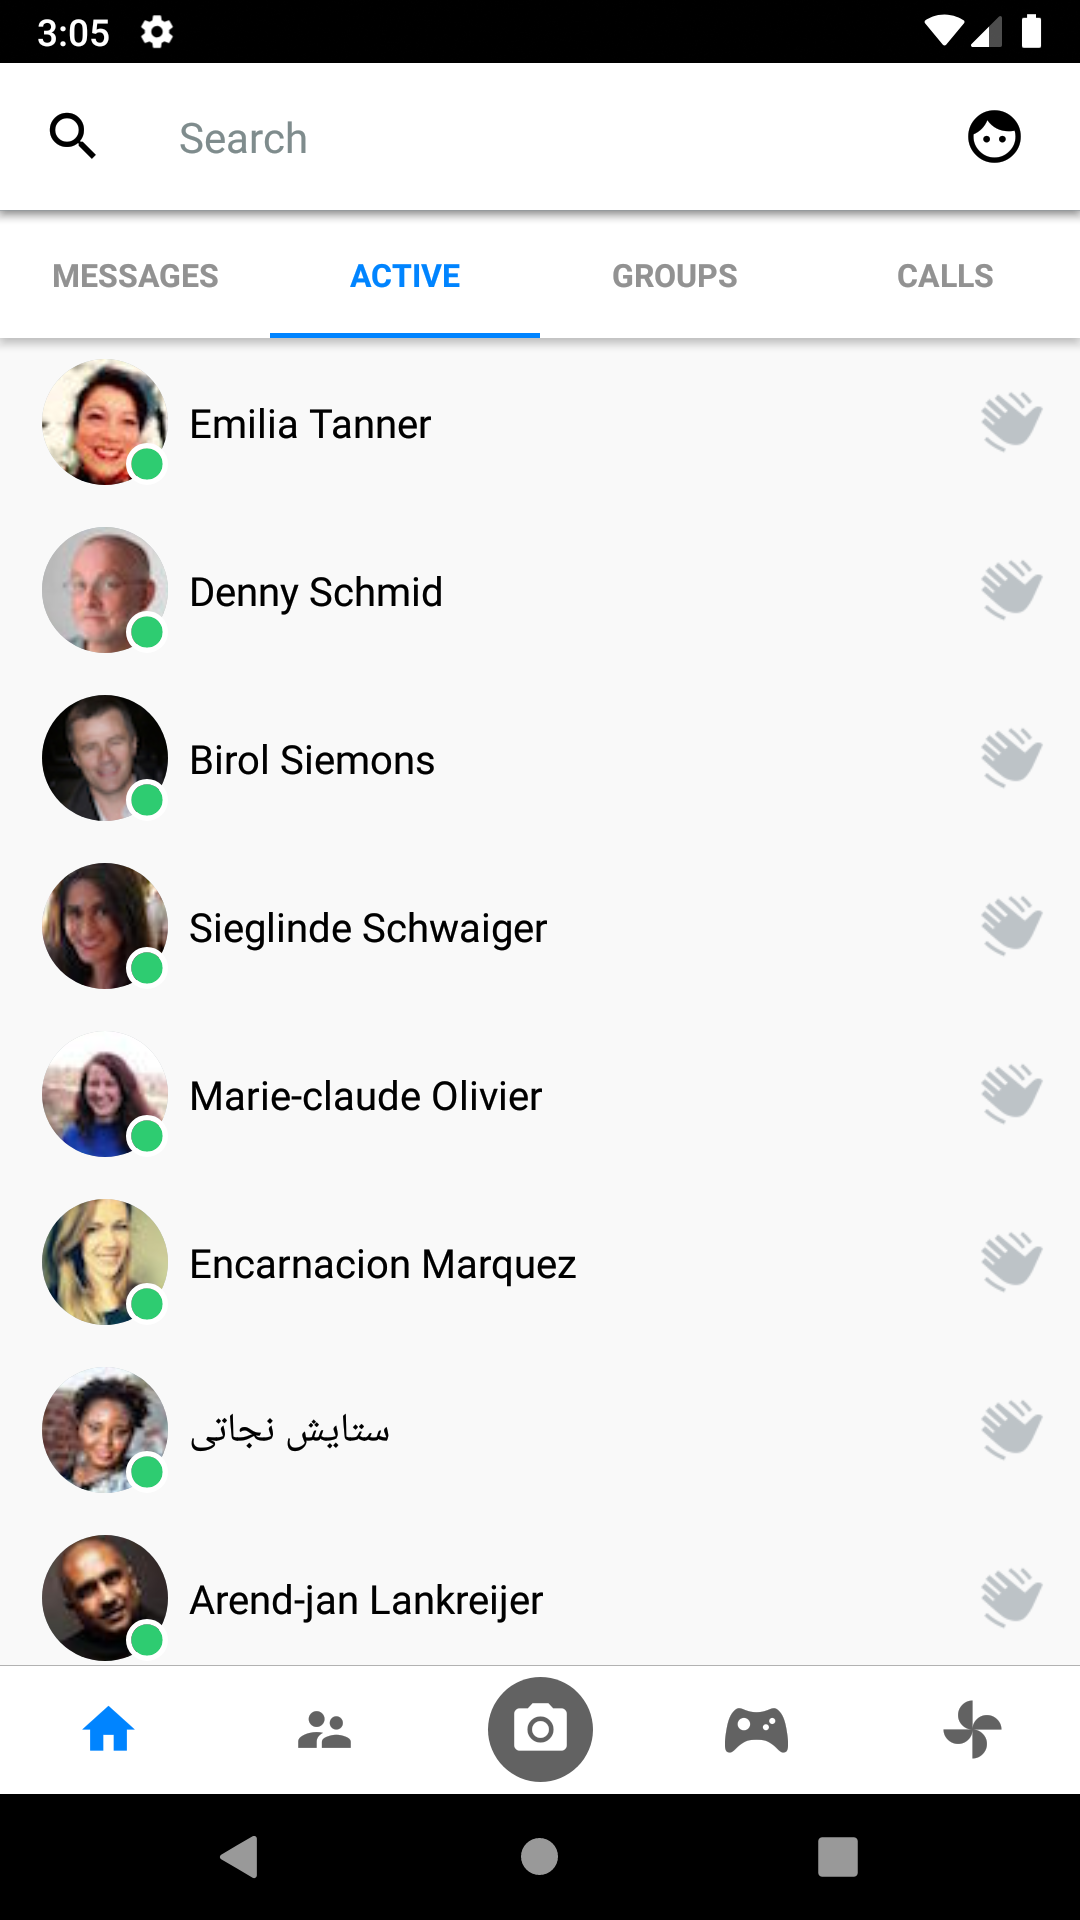 3:05
Search
MESSAGES
ACTIVE
GROUPS
CALLS
Emilia Tanner
Denny Schmid
Birol Siemons
Sieglinde Schwaiger
Marie-claude Olivier
Encarnacion Marquez
ستایش نجاتی
Arend-jan Lankreijer